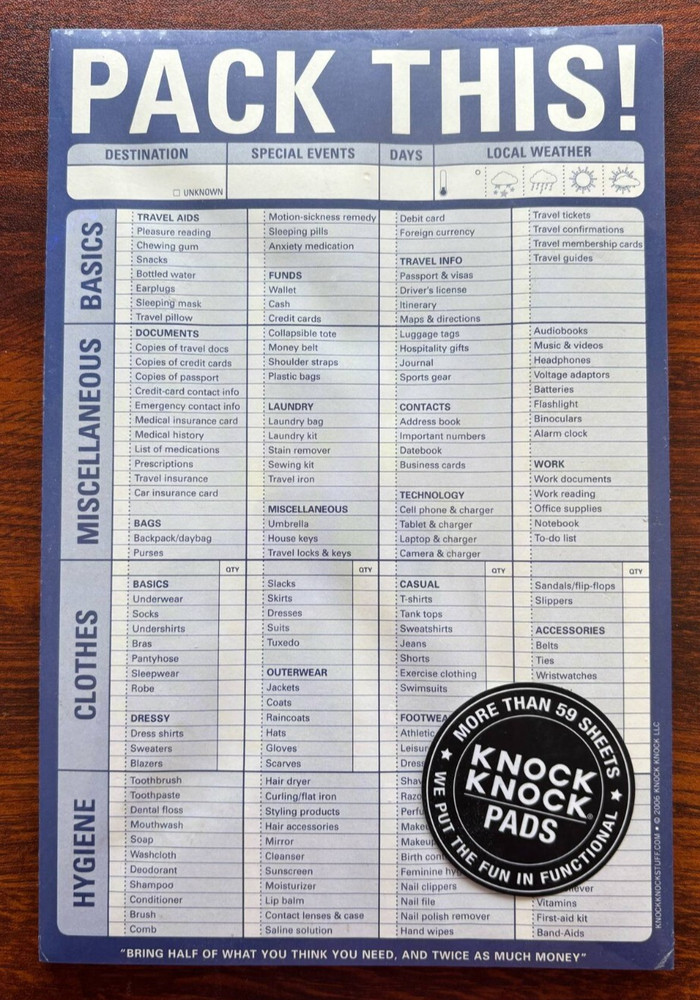 PACK THIS!
DESTINATION
UNKNOWN
SPECIAL EVENTS
DAYS
LOCAL WEATHER
°
BASICS
TRAVEL AIDS
Pleasure reading
Chewing gum
Snacks
Bottled water
Earplugs
Sleeping mask
Travel pillow
Motion-sickness remedy
Sleeping pills
Anxiety medication
FUNDS
Wallet
Cash
Credit cards
Debit card
Foreign currency
TRAVEL INFO
Passport & visas
Driver's license
Itinerary
Maps & directions
Travel tickets
Travel confirmations
Travel membership cards
Travel guides
MISCELLANEOUS
DOCUMENTS
Copies of travel docs
Copies of credit cards
Copies of passport
Credit-card contact info
Emergency contact info
Medical insurance card
Medical history
List of medications
Prescriptions
Travel insurance
Car insurance card
BAGS
Backpack/daybag
Purses
Collapsible tote
Money belt
Shoulder straps
Plastic bags
LAUNDRY
Laundry bag
Laundry kit
Stain remover
Sewing kit
Travel iron
MISCELLANEOUS
Umbrella
House keys
Travel locks & keys
Luggage tags
Hospitality gifts
Journal
Sports gear
CONTACTS
Address book
Important numbers
Datebook
Business cards
TECHNOLOGY
Cell phone & charger
Tablet & charger
Laptop & charger
Camera & charger
Audiobooks
Music & videos
Headphones
Voltage adaptors
Batteries
Flashlight
Binoculars
Alarm clock
WORK
Work documents
Work reading
Office supplies
Notebook
To-do list
CLOTHES
QTY
BASICS
Underwear
Socks
Undershirts
Bras
Pantyhose
Sleepwear
Robe
DRESSY
Dress shirts
Sweaters
Blazers
QTY
Slacks
Skirts
Dresses
Suits
Tuxedo
OUTERWEAR
Jackets
Coats
Raincoats
Hats
Gloves
Scarves
QTY
CASUAL
T-shirts
Tank tops
Sweatshirts
Jeans
Shorts
Exercise clothing
Swimsuits
FOOTWEA
Athletic
Leisur
Dres
QTY
Sandals/flip-flops
Slippers
ACCESSORIES
Belts
Ties
Wristwatches
HYGIENE
Toothbrush
Toothpaste
Dental floss
Mouthwash
Soap
Washcloth
Deodorant
Shampoo
Conditioner
Brush
Comb
Hair dryer
Curling/flat iron
Styling products
Hair accessories
Mirror
Cleanser
Sunscreen
Moisturizer
Lip balm
Contact lenses & case
Saline solution
Shav
Razo
Perfu
Makeu
Makeup
Birth cont
Feminine hy
Nail clippers
Nail file
Nail polish remover
Hand wipes
Vitamins
First-aid kit
Band-Aids
MORE THAN 59 SHEETS
KNOCK
KNOCK®
PADS
WE PUT THE FUN IN FUNCTIONAL
KNOCKKNOCKSTUFF.COM • © 2006 KNOCK KNOCK LLC
"BRING HALF OF WHAT YOU THINK YOU NEED, AND TWICE AS MUCH MONEY"